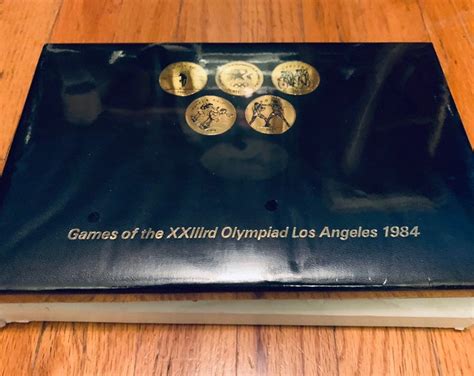 Games of the XXIIIrd Olympiad Los Angeles 1984